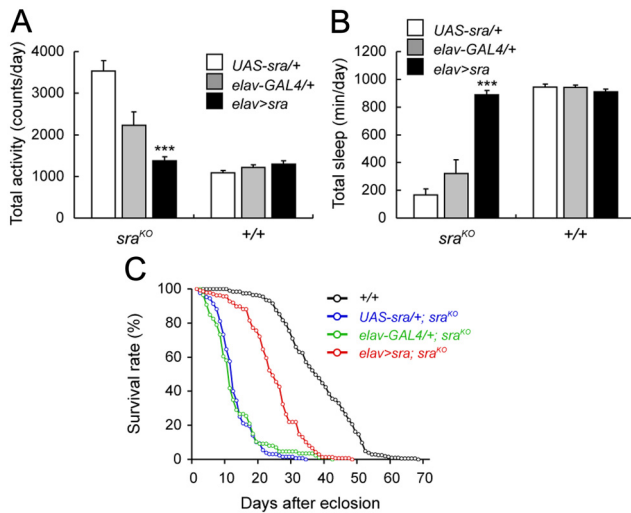 A
Total activity (counts/day)
4000
3000
2000
1000
0
UAS-sra/+
elav-GAL4/+
elav>sra
***
sraKO
+/+
B
Total sleep (min/day)
1200
1000
800
600
400
200
0
UAS-sra/+
elav-GAL4/+
elav>sra
***
sraKO
+/+
C
Survival rate (%)
100
80
60
40
20
0
+/+
UAS-sra/+; sraKO
elav-GAL4/+; sraKO
elav>sra; sraKO
0 10 20 30 40 50 60 70
Days after eclosion